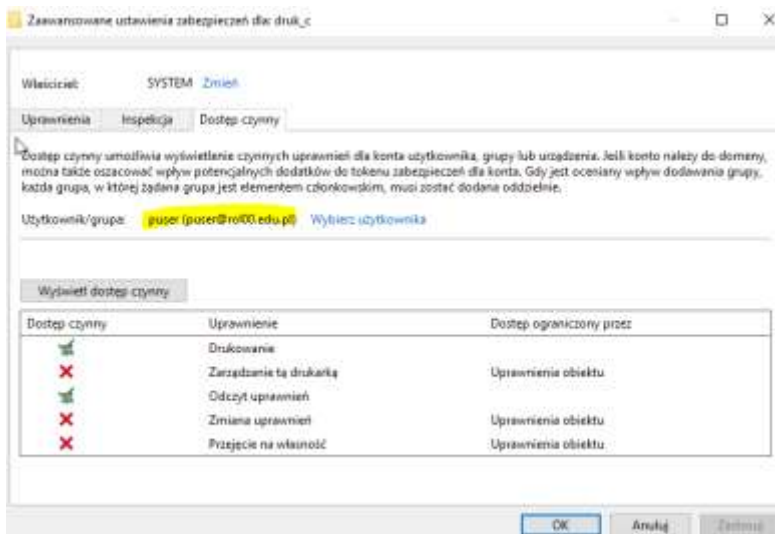 Zaawansowane ustawienia zabezpieczeń dla: druk_c
Właściciel: SYSTEM Zmień
Uprawnienia Inspekcja Dostęp czynny
Dostęp czynny umożliwia wyświetlenie czynnych uprawnień dla konta użytkownika, grupy lub urządzenia. Jeśli konto należy do domeny,
można także oszacować wpływ potencjalnych dodatków do tokenu zabezpieczeń dla konta. Gdy jest oceniany wpływ dodawania grupy,
każda grupa, w której żądana grupa jest elementem członkowskim, musi zostać dodana oddzielnie.
Użytkownik/grupa: puser (puser@rol00.edu.pl) Wybierz użytkownika
Wyświetl dostęp czynny
Dostęp czynny Uprawnienie Dostęp ograniczony przez
Drukowanie
Zarządzanie tą drukarką Uprawnienia obiektu
Odczyt uprawnień
Zmiana uprawnień Uprawnienia obiektu
Przejęcie na własność Uprawnienia obiektu
OK Anuluj Zastosuj